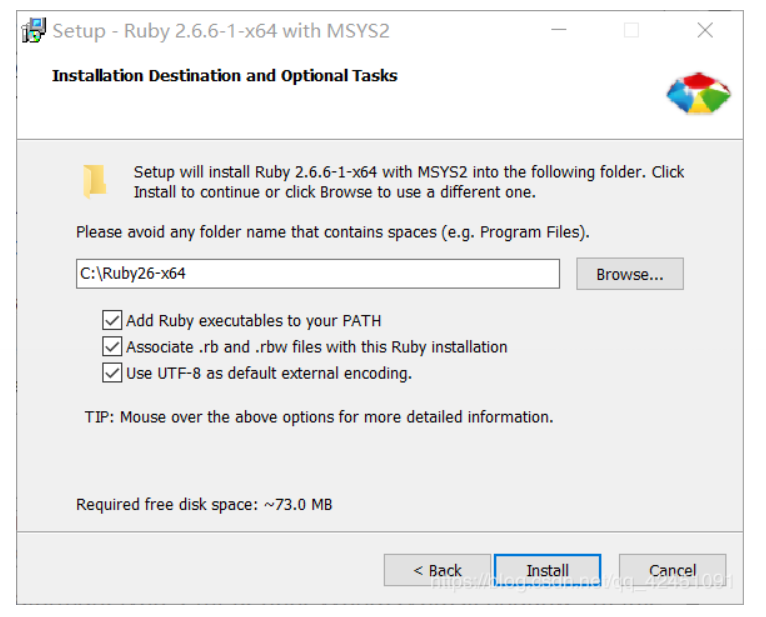 Setup - Ruby 2.6.6-1-x64 with MSYS2
Installation Destination and Optional Tasks
Setup will install Ruby 2.6.6-1-x64 with MSYS2 into the following folder. Click
Install to continue or click Browse to use a different one.
Please avoid any folder name that contains spaces (e.g. Program Files).
C:\Ruby26-x64
Browse...
Add Ruby executables to your PATH
Associate .rb and .rbw files with this Ruby installation
Use UTF-8 as default external encoding.
TIP: Mouse over the above options for more detailed information.
Required free disk space: ~73.0 MB
< Back Install Cancel
https://blog.csdn.net/qq_42451091